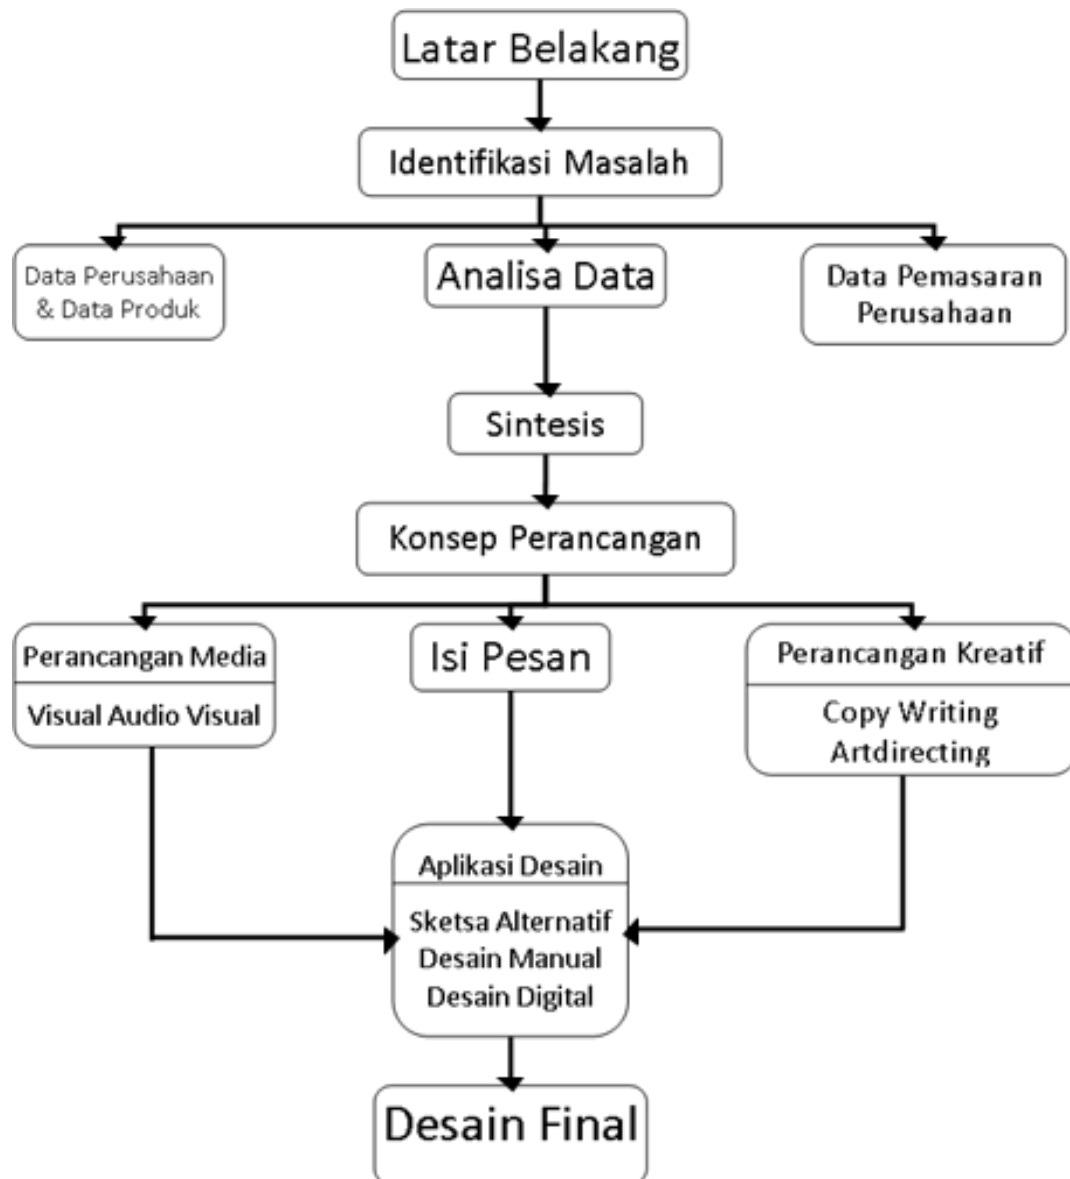 Latar Belakang
Identifikasi Masalah
Data Perusahaan
& Data Produk
Analisa Data
Data Pemasaran
Perusahaan
Sintesis
Konsep Perancangan
Perancangan Media
Visual Audio Visual
Isi Pesan
Perancangan Kreatif
Copy Writing
Artdirecting
Aplikasi Desain
Sketsa Alternatif
Desain Manual
Desain Digital
Desain Final